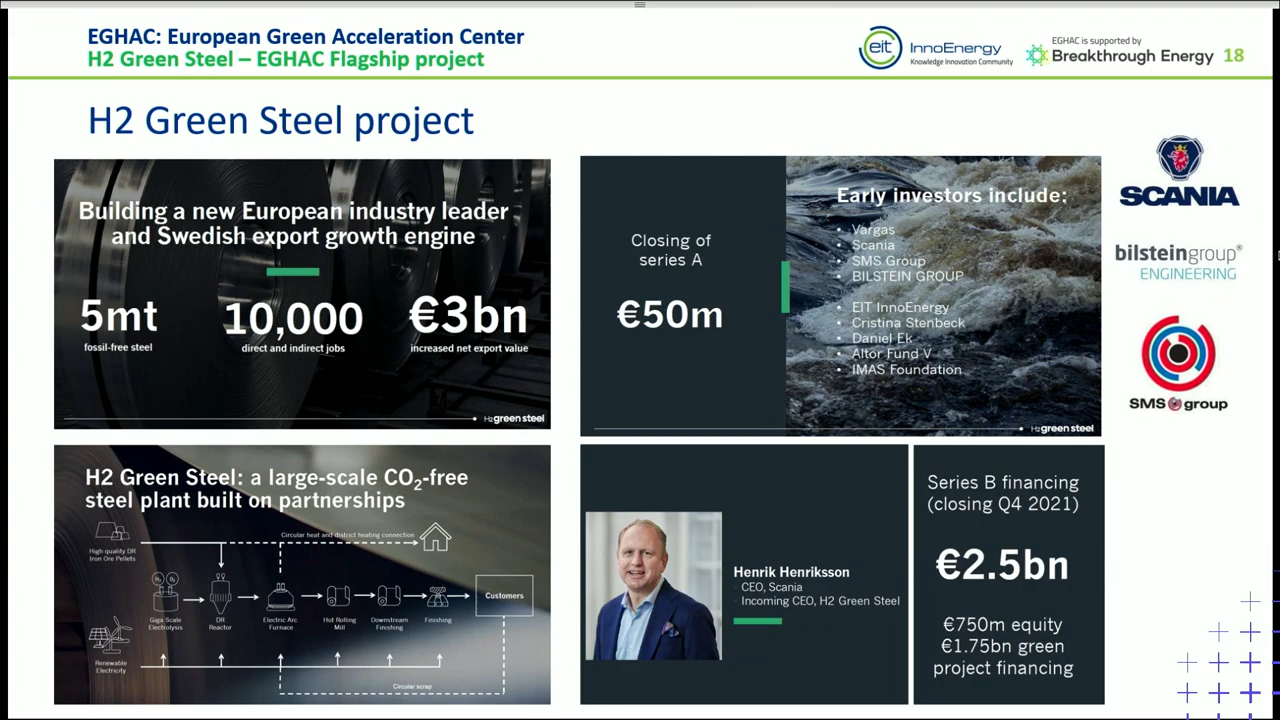 EGHAC: European Green Acceleration Center
H2 Green Steel – EGHAC Flagship project
eit InnoEnergy
Knowledge Innovation Community
EGHAC is supported by
Breakthrough Energy
18
H2 Green Steel project
Building a new European industry leader
and Swedish export growth engine
5mt
fossil-free steel
10,000
direct and indirect jobs
€3bn
increased net export value
H2green steel
Closing of
series A
€50m
Early investors include:
• Vargas
• Scania
• SMS Group
• BILSTEIN GROUP
• EIT InnoEnergy
• Cristina Stenbeck
• Daniel Ek
• Altor Fund V
• IMAS Foundation
H2green steel
SCANIA
bilsteingroup®
ENGINEERING
SMS group
H2 Green Steel: a large-scale CO₂-free
steel plant built on partnerships
High-quality DR
Iron Ore Pellets
Circular heat and district heating connection
H₂ O₂
Giga Scale
Electrolysis
DR
Reactor
Electric Arc
Furnace
Hot Rolling
Mill
Downstream
Finishing
Finishing
Customers
Renewable
Electricity
Circular scrap
Henrik Henriksson
CEO, Scania
Incoming CEO, H2 Green Steel
Series B financing
(closing Q4 2021)
€2.5bn
€750m equity
€1.75bn green
project financing